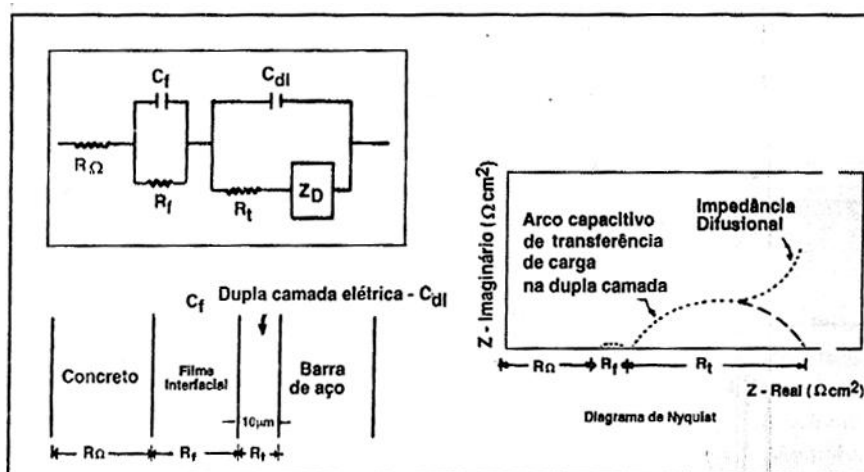 Cf
Cdl
RΩ
Rf
Rt
ZD
Cf
Dupla camada elétrica - Cdl
Concreto
Filme
Interfacial
Barra
de aço
10μm
RΩ
Rf
Rt
Z - Imaginário (Ωcm²)
Arco capacitivo
de transferência
de carga
na dupla camada
Impedância
Difusional
RΩ
Rf
Rt
Z - Real (Ωcm²)
Diagrama de Nyquist